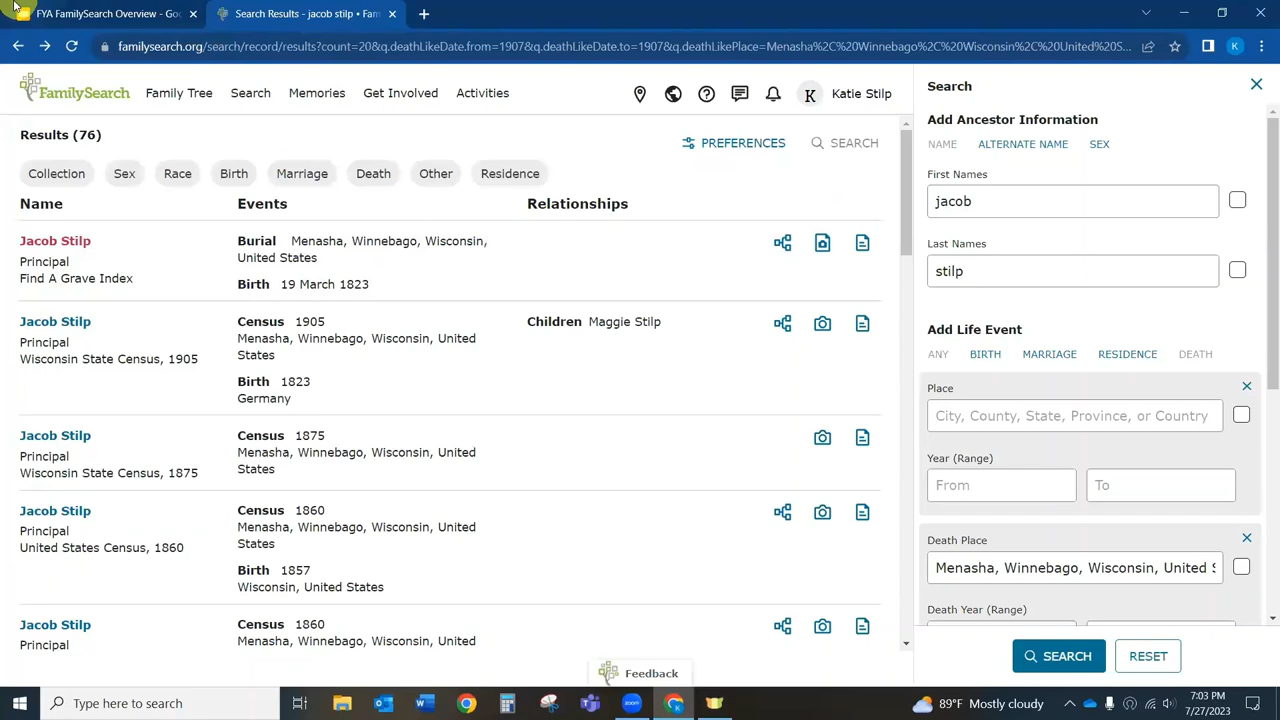 FYA FamilySearch Overview - Goo
Search Results - jacob stilp • Fam
familysearch.org/search/record/results?count=20&q.deathLikeDate.from=1907&q.deathLikeDate.to=1907&q.deathLikePlace=Menasha%2C%20Winnebago%2C%20Wisconsin%2C%20United%20S...
K
FamilySearch
Family Tree
Search
Memories
Get Involved
Activities
K
Katie Stilp
Results (76)
PREFERENCES
SEARCH
Collection
Sex
Race
Birth
Marriage
Death
Other
Residence
Name
Events
Relationships
Jacob Stilp
Principal
Find A Grave Index
Burial Menasha, Winnebago, Wisconsin,
United States
Birth 19 March 1823
Jacob Stilp
Principal
Wisconsin State Census, 1905
Census 1905
Menasha, Winnebago, Wisconsin, United
States
Birth 1823
Germany
Children Maggie Stilp
Jacob Stilp
Principal
Wisconsin State Census, 1875
Census 1875
Menasha, Winnebago, Wisconsin, United
States
Jacob Stilp
Principal
United States Census, 1860
Census 1860
Menasha, Winnebago, Wisconsin, United
States
Birth 1857
Wisconsin, United States
Jacob Stilp
Principal
Census 1860
Menasha, Winnebago, Wisconsin, United
Feedback
Search
Add Ancestor Information
NAME
ALTERNATE NAME
SEX
First Names
jacob
Last Names
stilp
Add Life Event
ANY
BIRTH
MARRIAGE
RESIDENCE
DEATH
Place
City, County, State, Province, or Country
Year (Range)
From
To
Death Place
Menasha, Winnebago, Wisconsin, United S
Death Year (Range)
SEARCH
RESET
Type here to search
89°F Mostly cloudy
7:03 PM
7/27/2023